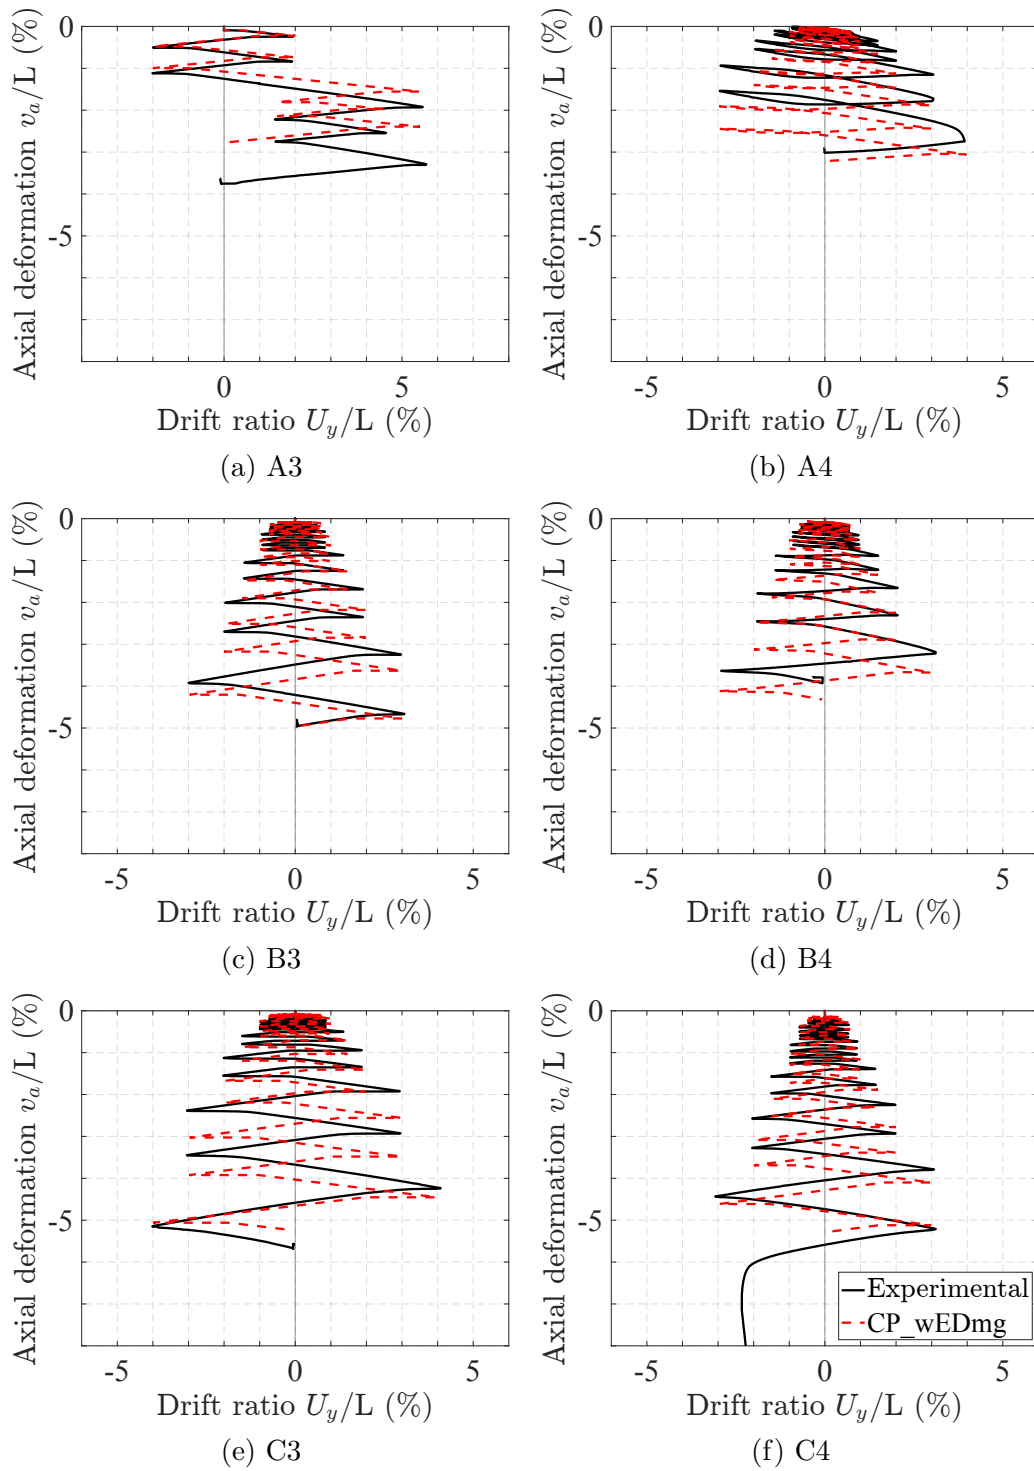 0
-5
Axial deformation v_a/L (%)
0
5
Drift ratio U_y/L (%)
(a) A3
0
-5
Axial deformation v_a/L (%)
-5
0
5
Drift ratio U_y/L (%)
(b) A4
0
-5
Axial deformation v_a/L (%)
-5
0
5
Drift ratio U_y/L (%)
(c) B3
0
-5
Axial deformation v_a/L (%)
-5
0
5
Drift ratio U_y/L (%)
(d) B4
0
-5
Axial deformation v_a/L (%)
-5
0
5
Drift ratio U_y/L (%)
(e) C3
0
-5
Axial deformation v_a/L (%)
Experimental
CP_wEDmg
-5
0
5
Drift ratio U_y/L (%)
(f) C4